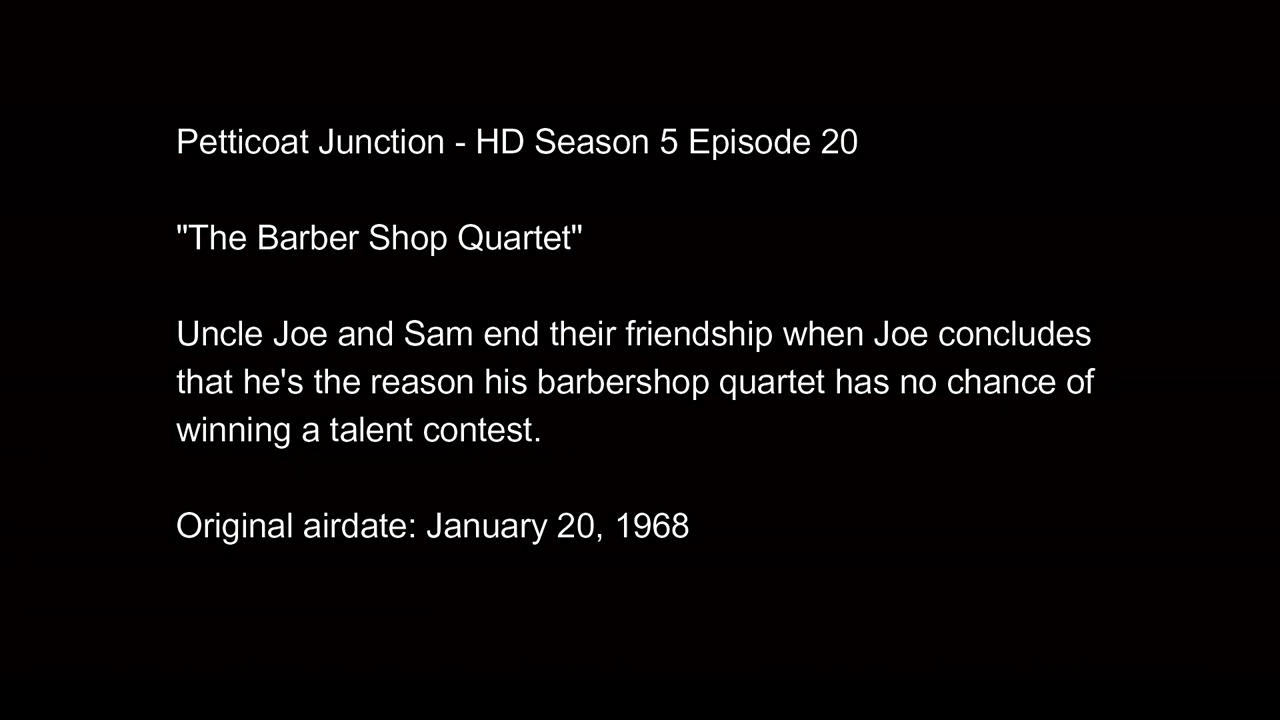 Petticoat Junction - HD Season 5 Episode 20
"The Barber Shop Quartet"
Uncle Joe and Sam end their friendship when Joe concludes
that he's the reason his barbershop quartet has no chance of
winning a talent contest.
Original airdate: January 20, 1968